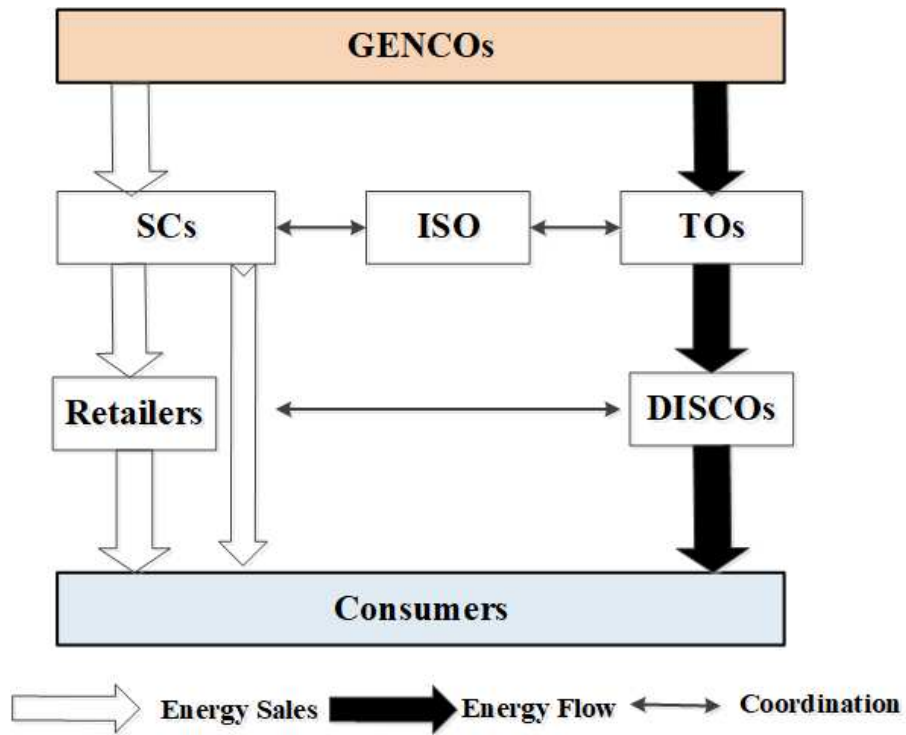 GENCOs
SCs
ISO
TOs
Retailers
DISCOs
Consumers
Energy Sales
Energy Flow
Coordination